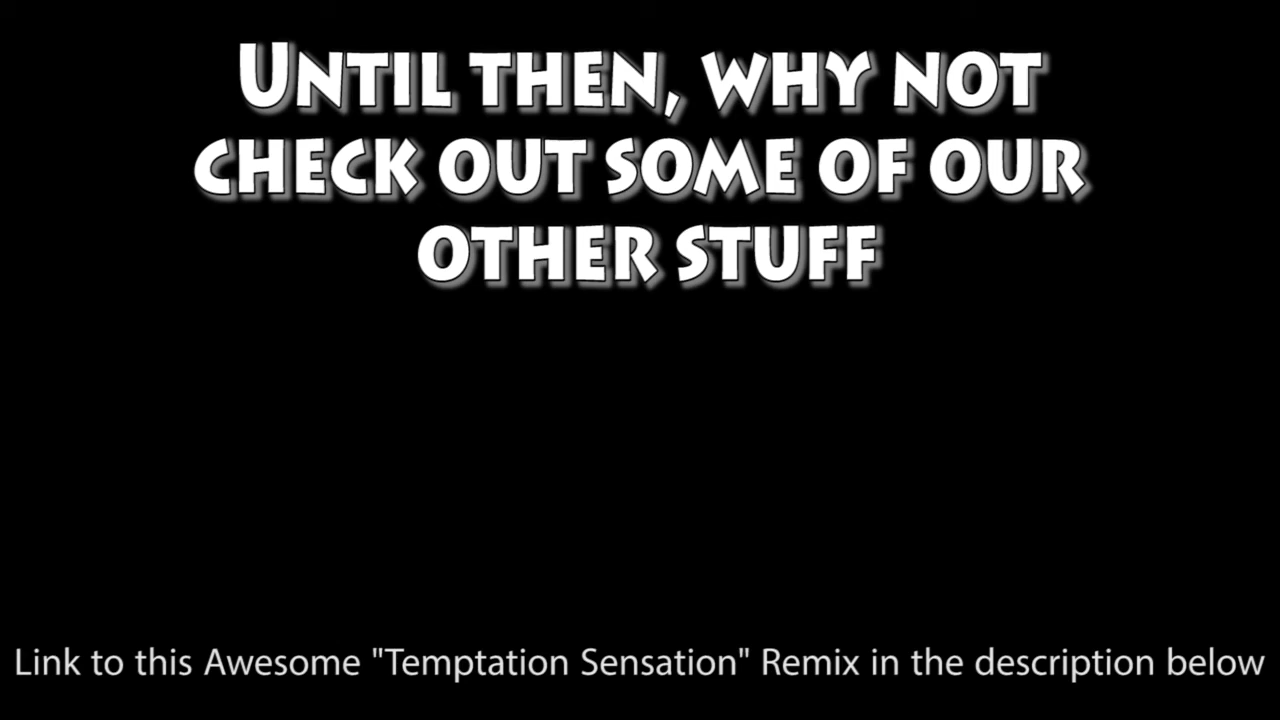 Until then, why not
check out some of our
other stuff
Link to this Awesome "Temptation Sensation" Remix in the description below